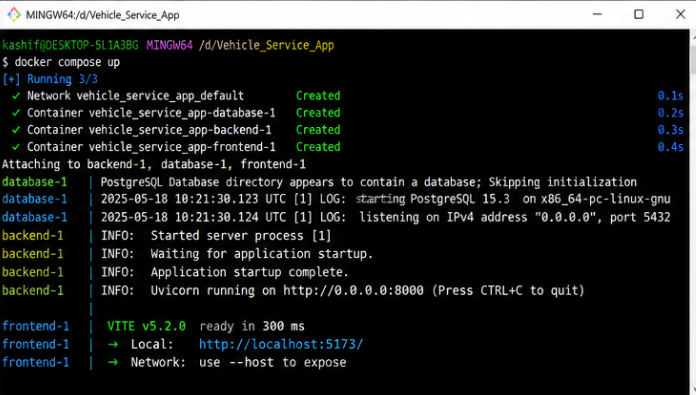 MINGW64:/d/Vehicle_Service_App
kashif@DESKTOP-5L1A3BG MINGW64 /d/Vehicle_Service_App
$ docker compose up
[+] Running 3/3
✓ Network vehicle_service_app_default Created 0.1s
✓ Container vehicle_service_app-database-1 Created 0.2s
✓ Container vehicle_service_app-backend-1 Created 0.3s
✓ Container vehicle_service_app-frontend-1 Created 0.4s
Attaching to backend-1, database-1, frontend-1
database-1 | PostgreSQL Database directory appears to contain a database; Skipping initialization
database-1 | 2025-05-18 10:21:30.123 UTC [1] LOG: starting PostgreSQL 15.3 on x86_64-pc-linux-gnu
database-1 | 2025-05-18 10:21:30.124 UTC [1] LOG: listening on IPv4 address "0.0.0.0", port 5432
backend-1 | INFO: Started server process [1]
backend-1 | INFO: Waiting for application startup.
backend-1 | INFO: Application startup complete.
backend-1 | INFO: Uvicorn running on http://0.0.0.0:8000 (Press CTRL+C to quit)
|
frontend-1 | VITE v5.2.0 ready in 300 ms
frontend-1 | → Local: http://localhost:5173/
frontend-1 | → Network: use --host to expose